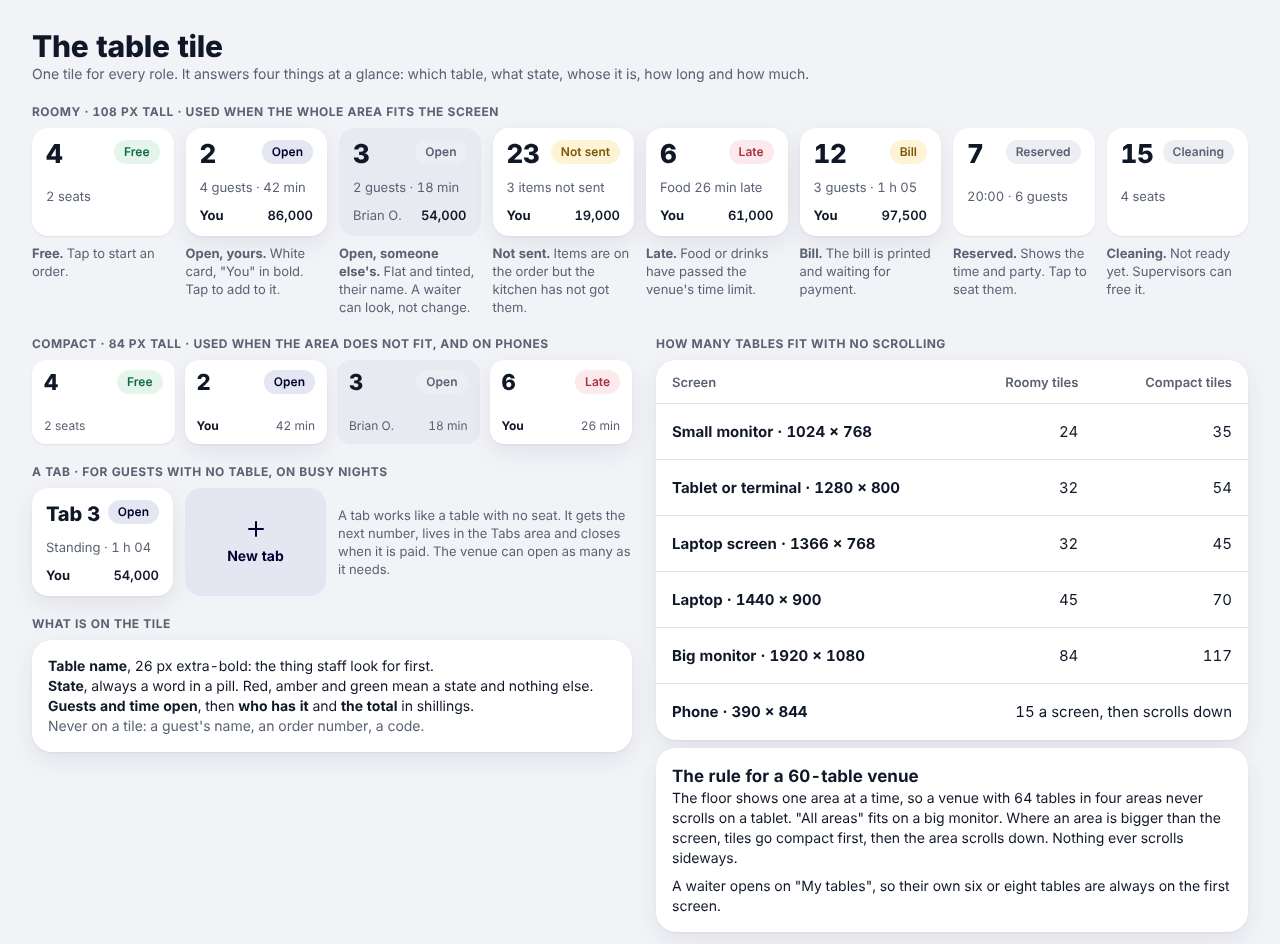 The table tile
One tile for every role. It answers four things at a glance: which table, what state, whose it is, how long and how much.
ROOMY · 108 PX TALL · USED WHEN THE WHOLE AREA FITS THE SCREEN
4 Free
2 seats
Free. Tap to start an
order.
2 Open
4 guests · 42 min
You 86,000
Open, yours. White
card, "You" in bold.
Tap to add to it.
3 Open
2 guests · 18 min
Brian O. 54,000
Open, someone
else's. Flat and tinted,
their name. A waiter
can look, not change.
23 Not sent
3 items not sent
You 19,000
Not sent. Items are on
the order but the
kitchen has not got
them.
6 Late
Food 26 min late
You 61,000
Late. Food or drinks
have passed the
venue's time limit.
12 Bill
3 guests · 1 h 05
You 97,500
Bill. The bill is printed
and waiting for
payment.
7 Reserved
20:00 · 6 guests
Reserved. Shows the
time and party. Tap to
seat them.
15 Cleaning
4 seats
Cleaning. Not ready
yet. Supervisors can
free it.
COMPACT · 84 PX TALL · USED WHEN THE AREA DOES NOT FIT, AND ON PHONES
4 Free
2 seats
2 Open
You 42 min
3 Open
Brian O. 18 min
6 Late
You 26 min
A TAB · FOR GUESTS WITH NO TABLE, ON BUSY NIGHTS
Tab 3 Open
Standing · 1 h 04
You 54,000
+
New tab
A tab works like a table with no seat. It gets the
next number, lives in the Tabs area and closes
when it is paid. The venue can open as many as
it needs.
WHAT IS ON THE TILE
Table name, 26 px extra-bold: the thing staff look for first.
State, always a word in a pill. Red, amber and green mean a state and nothing else.
Guests and time open, then who has it and the total in shillings.
Never on a tile: a guest's name, an order number, a code.
HOW MANY TABLES FIT WITH NO SCROLLING
Screen Roomy tiles Compact tiles
Small monitor · 1024 × 768 24 35
Tablet or terminal · 1280 × 800 32 54
Laptop screen · 1366 × 768 32 45
Laptop · 1440 × 900 45 70
Big monitor · 1920 × 1080 84 117
Phone · 390 × 844 15 a screen, then scrolls down
The rule for a 60-table venue
The floor shows one area at a time, so a venue with 64 tables in four areas never
scrolls on a tablet. "All areas" fits on a big monitor. Where an area is bigger than the
screen, tiles go compact first, then the area scrolls down. Nothing ever scrolls
sideways.
A waiter opens on "My tables", so their own six or eight tables are always on the first
screen.